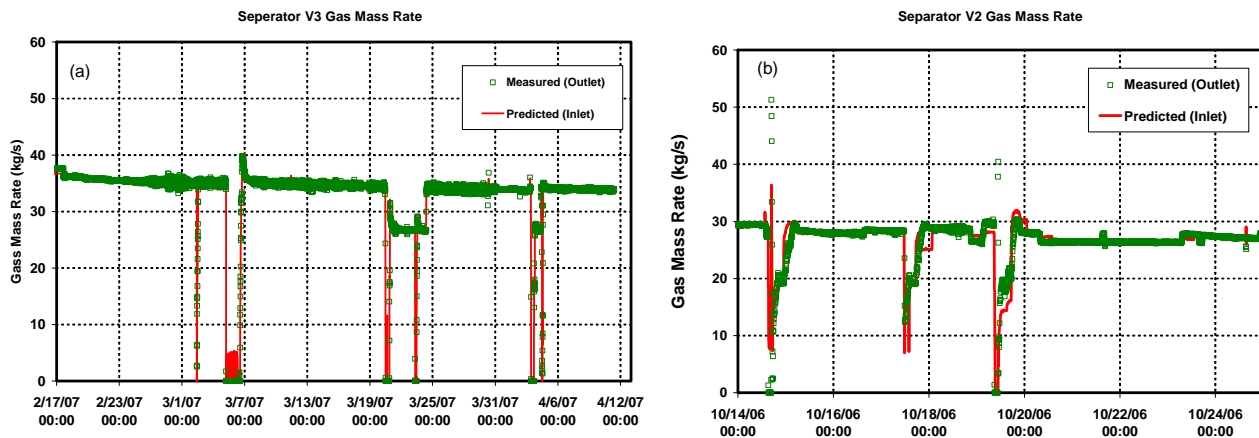 Seperator V3 Gas Mass Rate
60
50
40
30
20
10
0
Gass Mass Rate (kg/s)
(a)
Measured (Outlet)
Predicted (Inlet)
2/17/07 2/23/07 3/1/07 3/7/07 3/13/07 3/19/07 3/25/07 3/31/07 4/6/07 4/12/07
00:00 00:00 00:00 00:00 00:00 00:00 00:00 00:00 00:00 00:00
Separator V2 Gas Mass Rate
60
50
40
30
20
10
0
Gas Mass Rate (kg/s)
(b)
Measured (Outlet)
Predicted (Inlet)
10/14/06 10/16/06 10/18/06 10/20/06 10/22/06 10/24/06
00:00 00:00 00:00 00:00 00:00 00:00